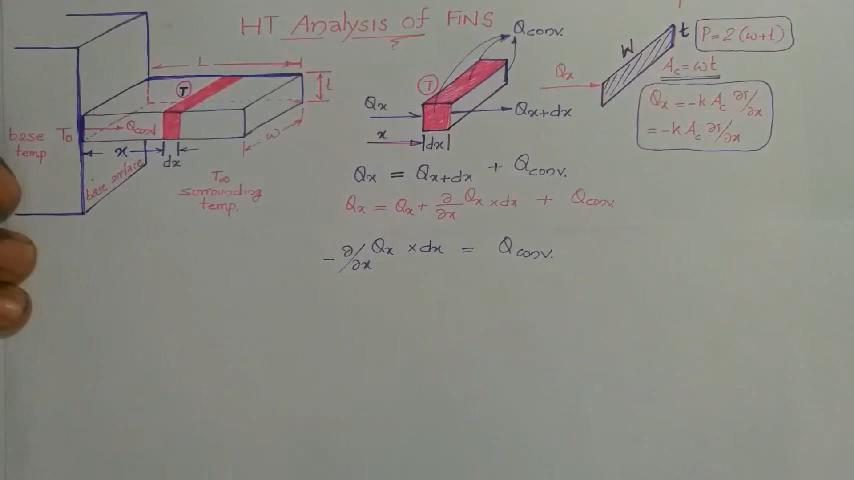 HT Analysis of FINS
L
T
t
base To
temp
Qcond
x
dx
w
base surface
T∞
surrounding
temp.
Qconv.
T
Qx
Qx+dx
x
|dx|
Qx
W
t
P=2(w+t)
Ac=wt
Qx = -k Ac ∂T/∂x
= -k Ac ∂T/∂x
Qx = Qx+dx + Qconv.
Qx = Qx + ∂/∂x Qx × dx + Qconv.
- ∂/∂x Qx × dx = Qconv.